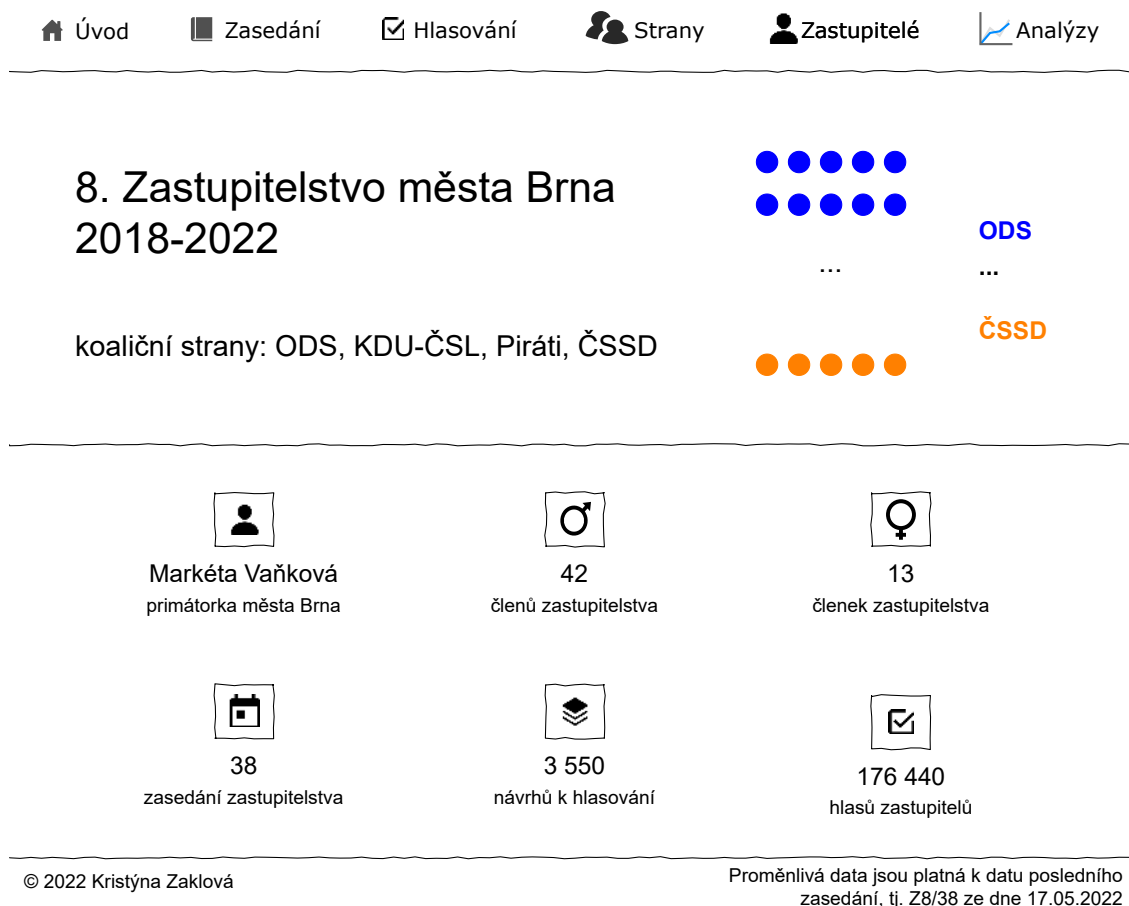 Úvod
Zasedání
Hlasování
Strany
Zastupitelé
Analýzy
8. Zastupitelstvo města Brna
2018-2022
koaliční strany: ODS, KDU-ČSL, Piráti, ČSSD
...
ODS
...
ČSSD
Markéta Vaňková
primátorka města Brna
42
členů zastupitelstva
13
členek zastupitelstva
38
zasedání zastupitelstva
3 550
návrhů k hlasování
176 440
hlasů zastupitelů
© 2022 Kristýna Zaklová
Proměnlivá data jsou platná k datu posledního
zasedání, tj. Z8/38 ze dne 17.05.2022